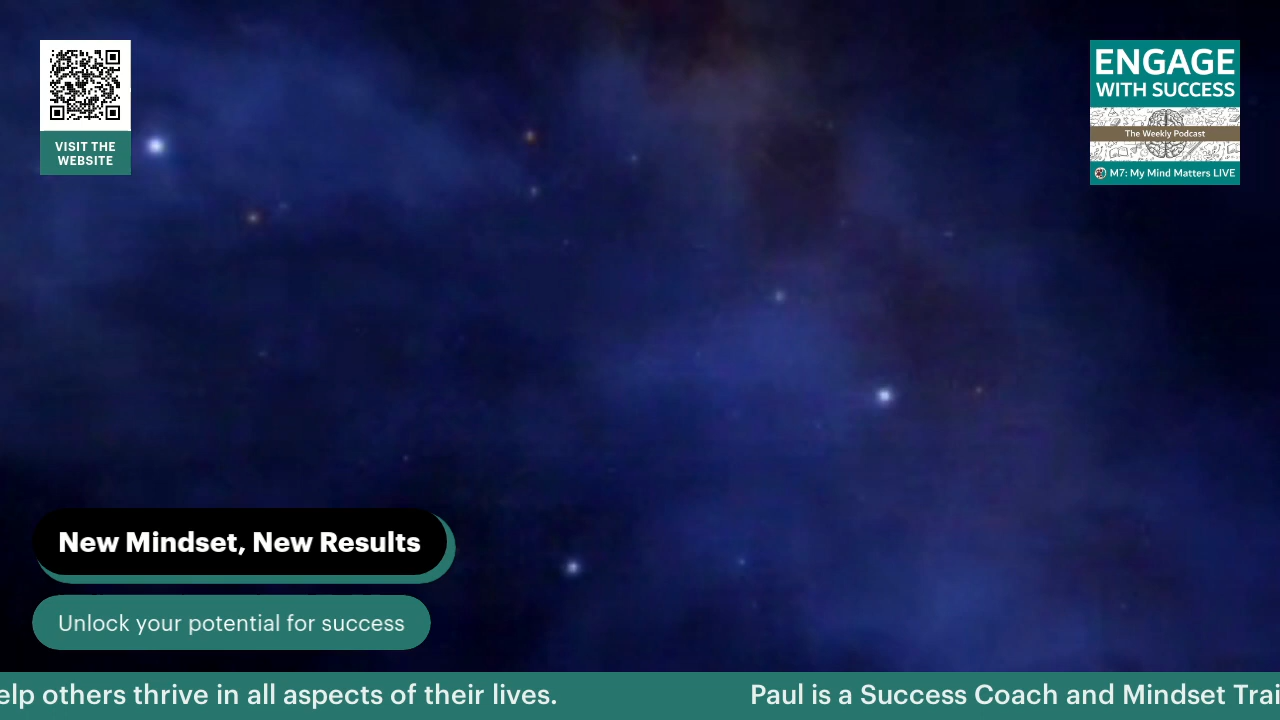 VISIT THE
WEBSITE
ENGAGE
WITH SUCCESS
The Weekly Podcast
M7: My Mind Matters LIVE
New Mindset, New Results
Unlock your potential for success
elp others thrive in all aspects of their lives. Paul is a Success Coach and Mindset Trai